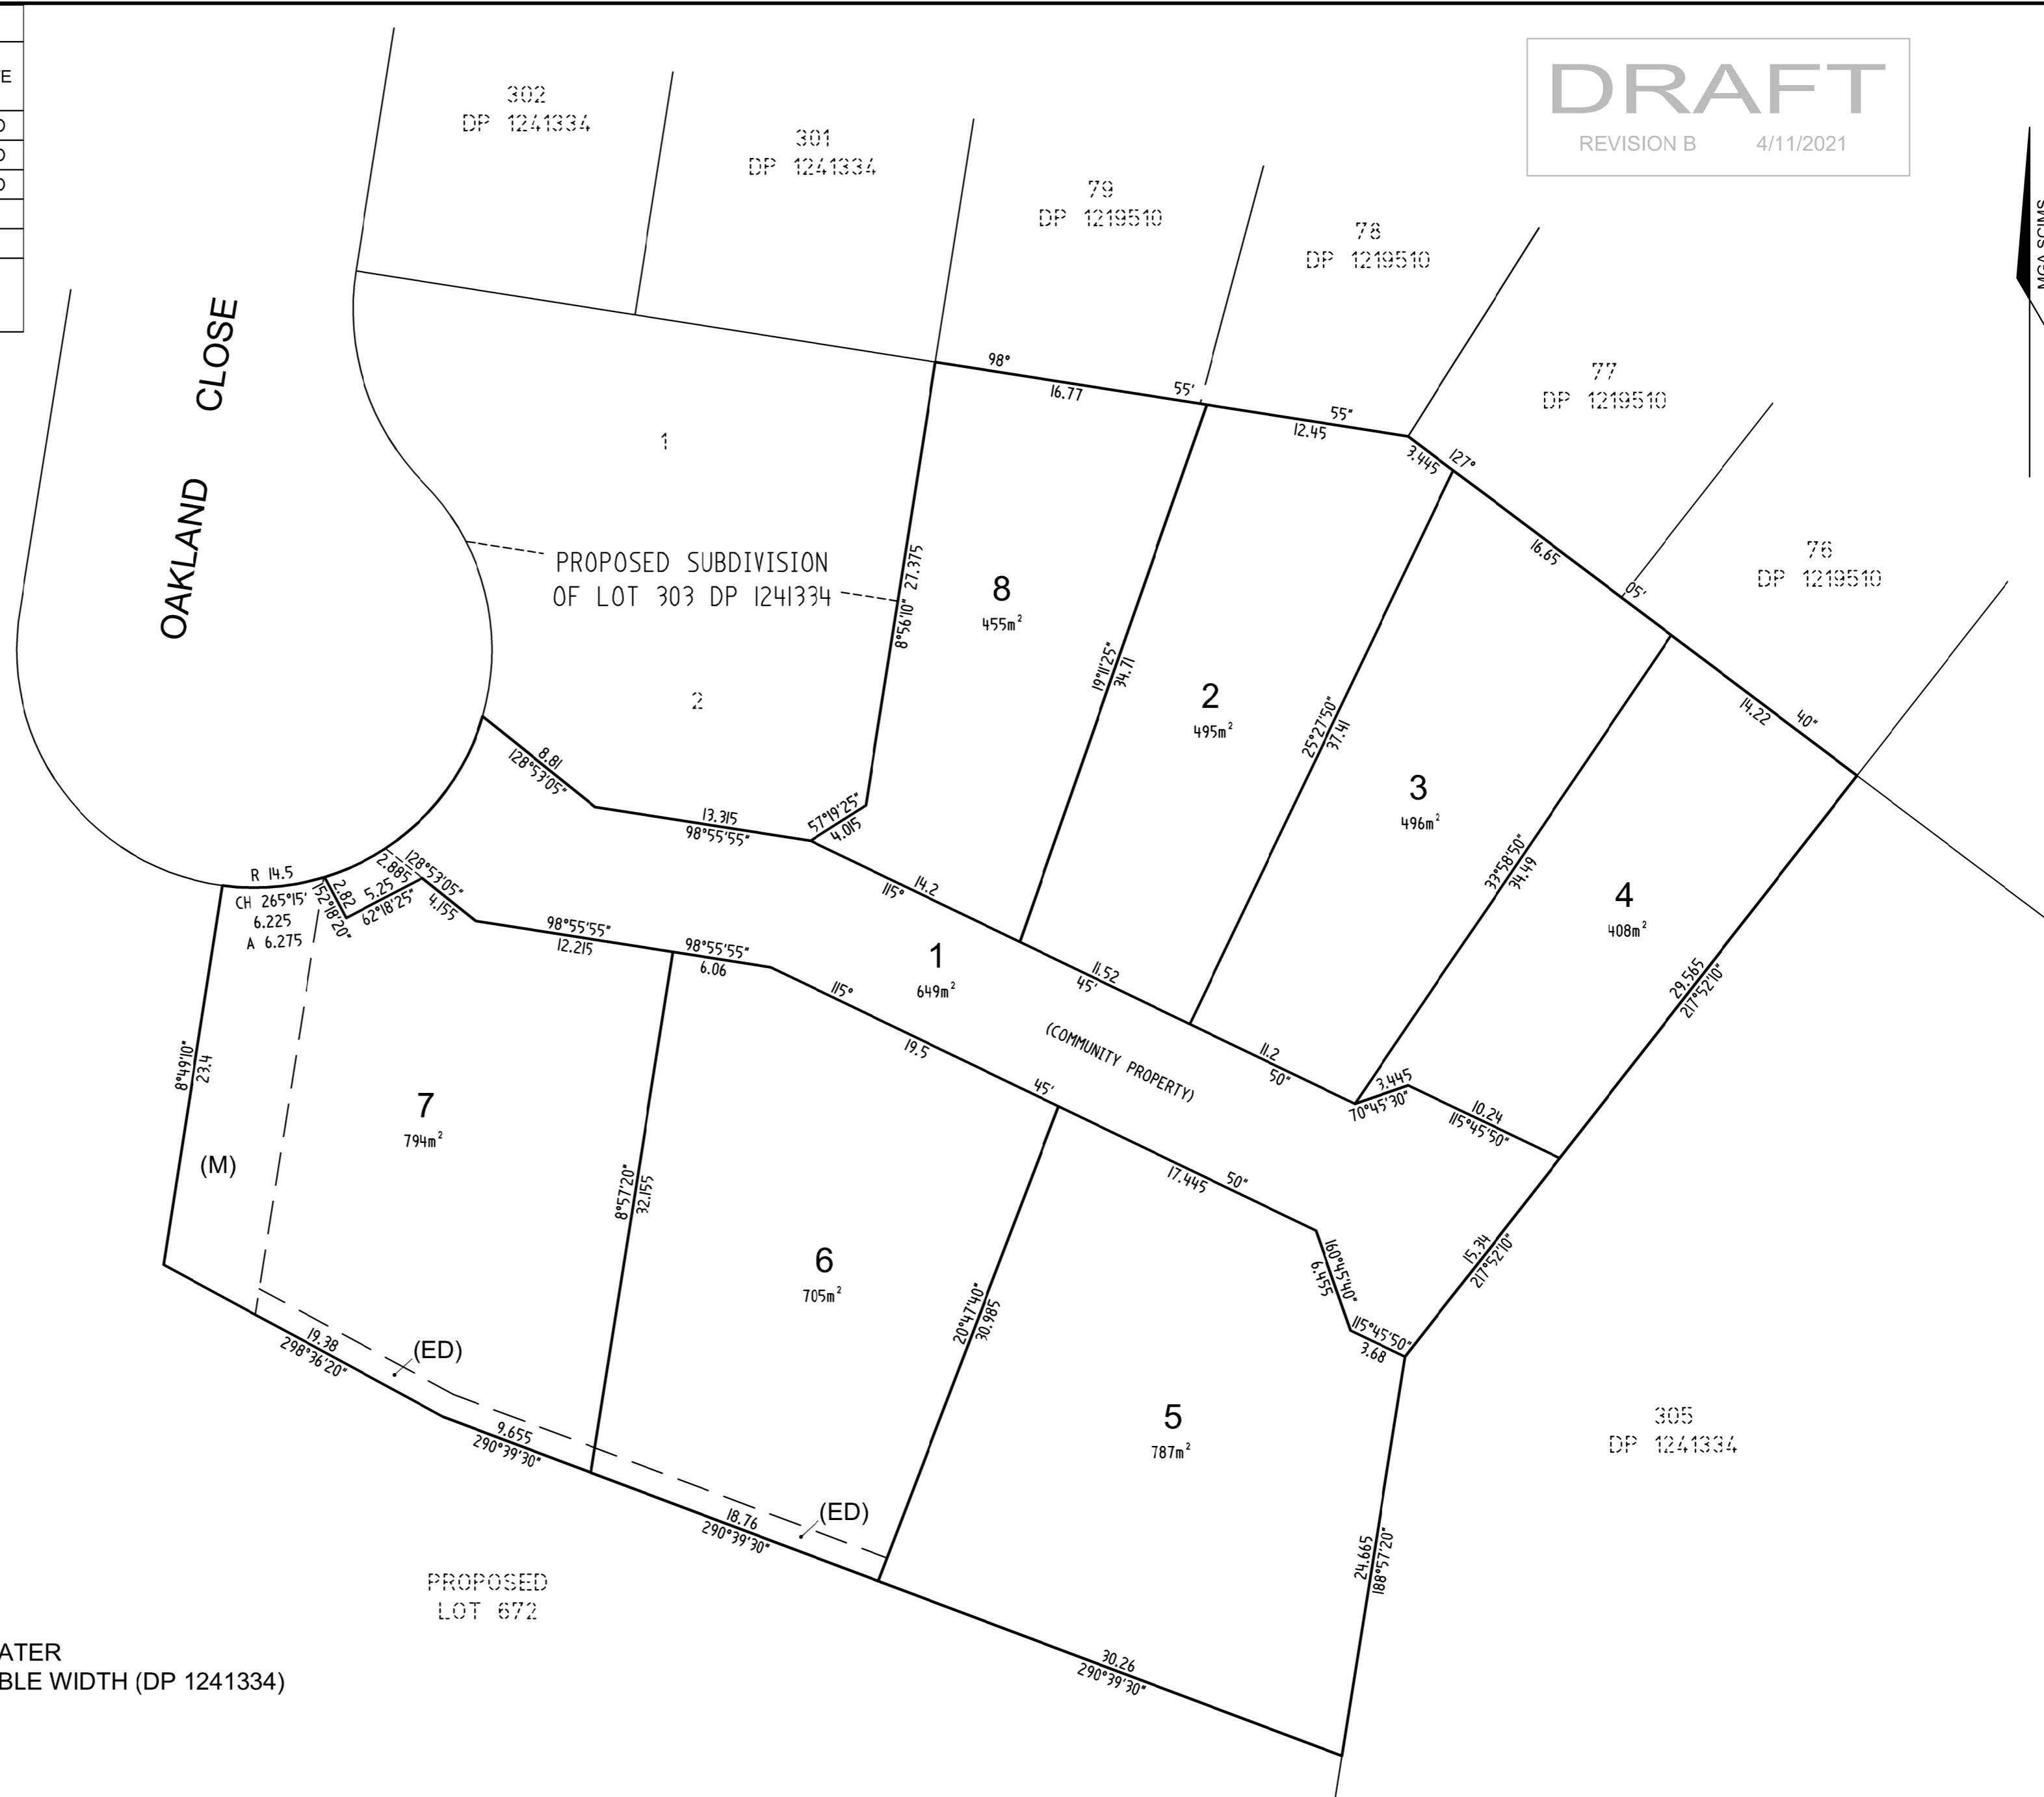 DRAFT
REVISION B 4/11/2021
MGA SCIMS
302
DP 1241334
301
DP 1241334
79
DP 1219510
78
DP 1219510
77
DP 1219510
76
DP 1219510
OAKLAND CLOSE
1
98°
16.77
55'
55"
12.45
3.445
127°
16.65
05'
14.22
40"
PROPOSED SUBDIVISION
OF LOT 303 DP 1241334
8°56'10" 27.375
8
455m²
19°11'25"
34.71
2
495m²
25°27'50"
37.41
3
496m²
33°58'50"
34.49
4
408m²
29.565
217°52'10"
2
8.81
128°53'05"
13.315
98°55'55"
57°19'25"
4.015
14.2
115°
11.52
45'
11.2
50"
3.445
70°45'30"
10.24
115°45'50"
R 14.5
CH 265°15'
6.225
A 6.275
2.82
152°18'20"
5.25
62°18'25"
2.885
128°53'05"
4.155
98°55'55"
12.215
98°55'55"
6.06
1
649m²
(COMMUNITY PROPERTY)
115°
19.5
45'
17.445
50"
160°45'40"
6.455
115°45'50"
3.68
15.34
217°52'10"
8°49'10"
23.4
(M)
7
794m²
8°57'20"
32.155
6
705m²
20°47'40"
30.985
5
787m²
24.665
188°57'20"
305
DP 1241334
19.38
298°36'20"
(ED)
9.655
290°39'30"
18.76
290°39'30"
(ED)
30.26
290°39'30"
PROPOSED
LOT 672
ATER
BLE WIDTH (DP 1241334)